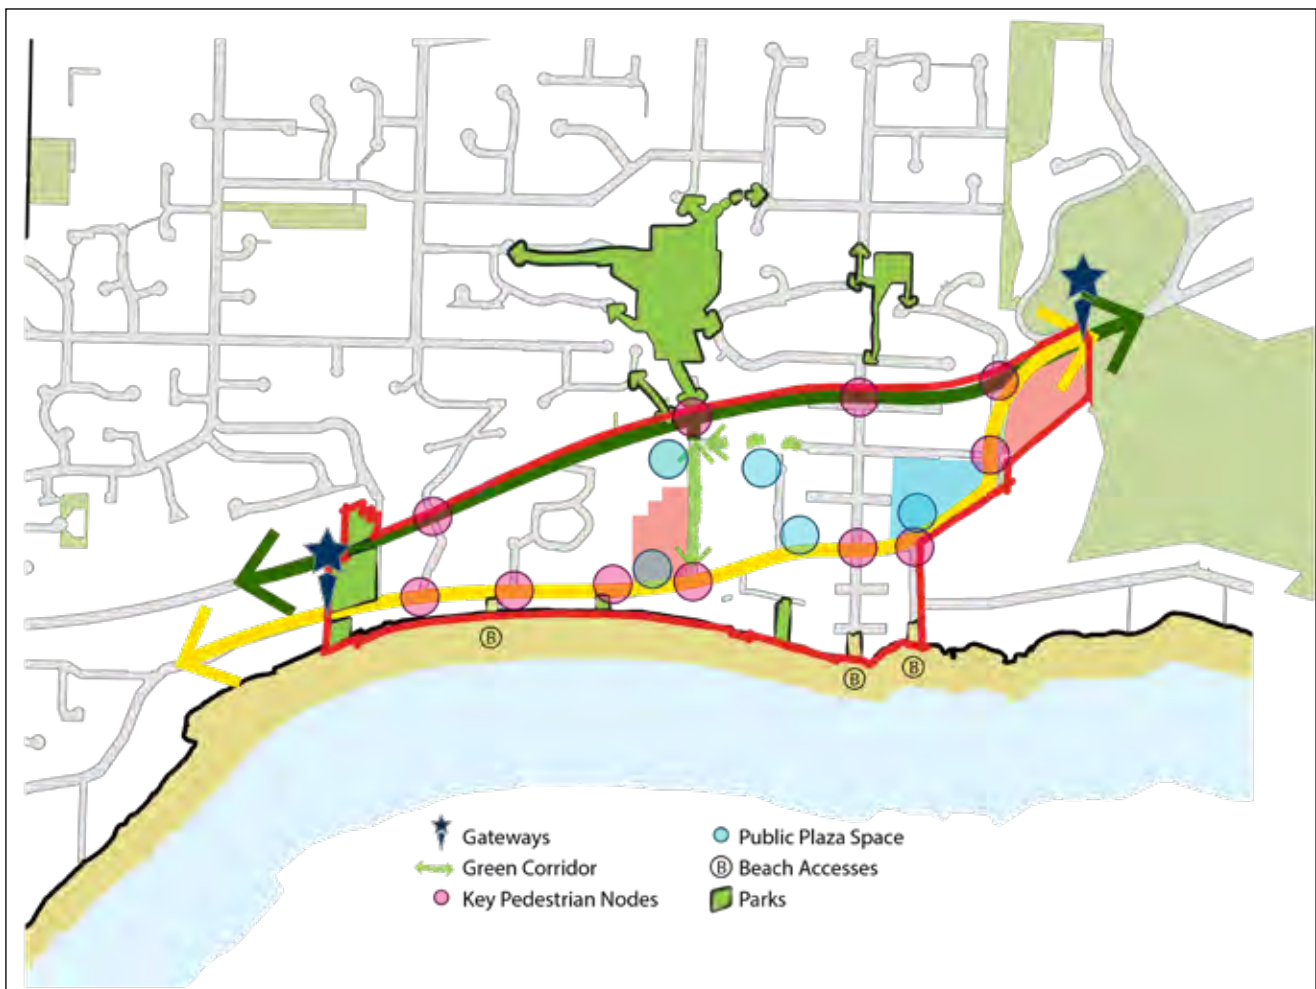 B
B
B
Gateways
Public Plaza Space
Green Corridor
B Beach Accesses
Key Pedestrian Nodes
Parks